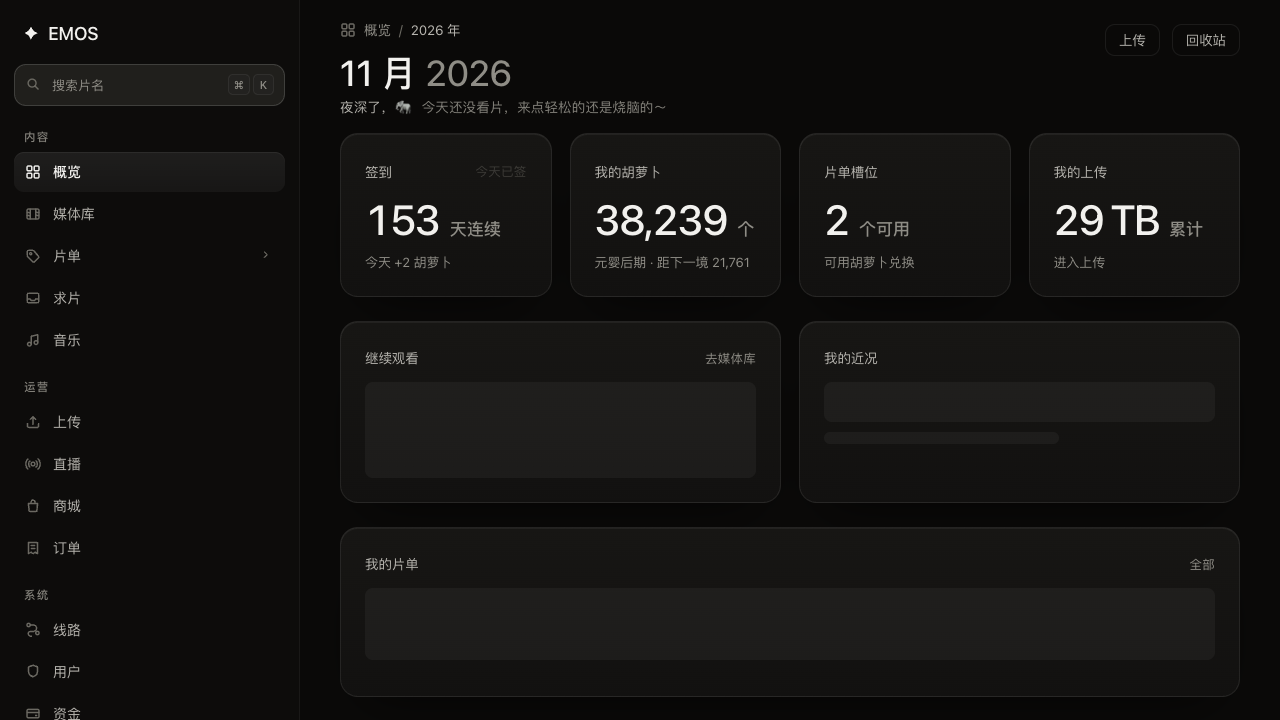 EMOS
搜索片名 ⌘ K
内容
概览
媒体库
片单
求片
音乐
运营
上传
直播
商城
订单
系统
线路
用户
资金
概览 / 2026 年
上传 回收站
11 月 2026
夜深了， 今天还没看片，来点轻松的还是烧脑的～
签到 今天已签
153 天连续
今天 +2 胡萝卜
我的胡萝卜
38,239 个
元婴后期 · 距下一境 21,761
片单槽位
2 个可用
可用胡萝卜兑换
我的上传
29 TB 累计
进入上传
继续观看 去媒体库
我的近况
我的片单 全部